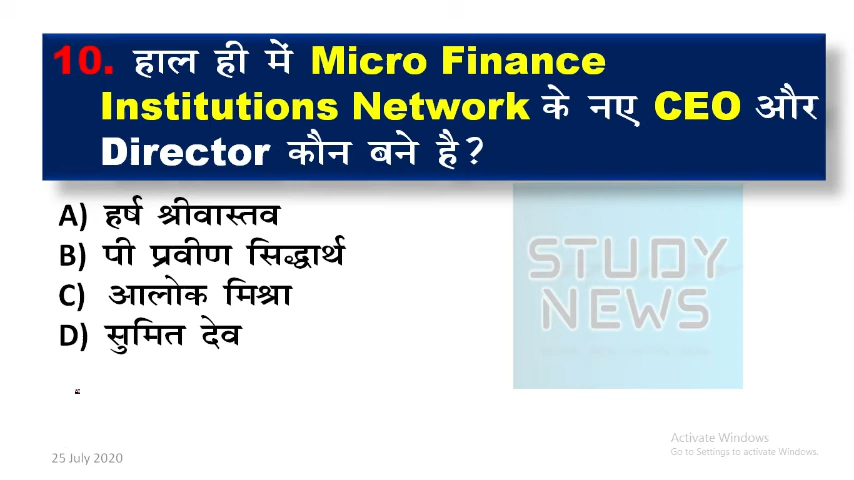 10. हाल ही में Micro Finance
Institutions Network के नए CEO और
Director कौन बने है?
A) हर्ष श्रीवास्तव
B) पी प्रवीण सिद्धार्थ
C) आलोक मिश्रा
D) सुमित देव
STUDY
NEWS
Activate Windows
Go to Settings to activate Windows.
25 July 2020